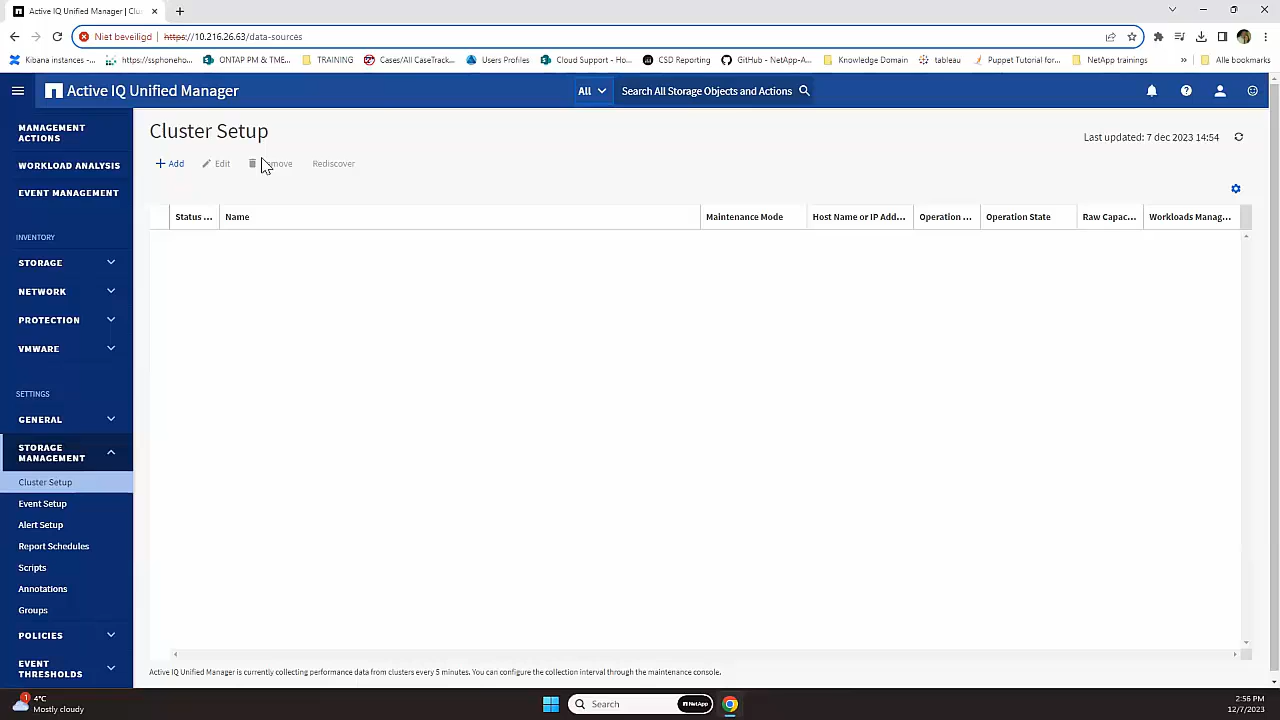 Active IQ Unified Manager | Clu
Niet beveiligd
https://10.216.26.63/data-sources
Kibana instances -...
https://ssphoneho...
ONTAP PM & TME...
TRAINING
Cases/All CaseTrack...
Users Profiles
Cloud Support - Ho...
CSD Reporting
GitHub - NetApp-A...
Knowledge Domain
tableau
Puppet Tutorial for...
NetApp trainings
»
Alle bookmarks
Active IQ Unified Manager
All
Search All Storage Objects and Actions
MANAGEMENT
ACTIONS
WORKLOAD ANALYSIS
EVENT MANAGEMENT
INVENTORY
STORAGE
NETWORK
PROTECTION
VMWARE
SETTINGS
GENERAL
STORAGE
MANAGEMENT
Cluster Setup
Event Setup
Alert Setup
Report Schedules
Scripts
Annotations
Groups
POLICIES
EVENT
THRESHOLDS
Cluster Setup
Last updated: 7 dec 2023 14:54
Add
Edit
Rediscover
Status ...
Name
Maintenance Mode
Host Name or IP Add...
Operation ...
Operation State
Raw Capac...
Workloads Manag...
Active IQ Unified Manager is currently collecting performance data from clusters every 5 minutes. You can configure the collection interval through the maintenance console.
1
4°C
Mostly cloudy
Search
NetApp
2:56 PM
12/7/2023